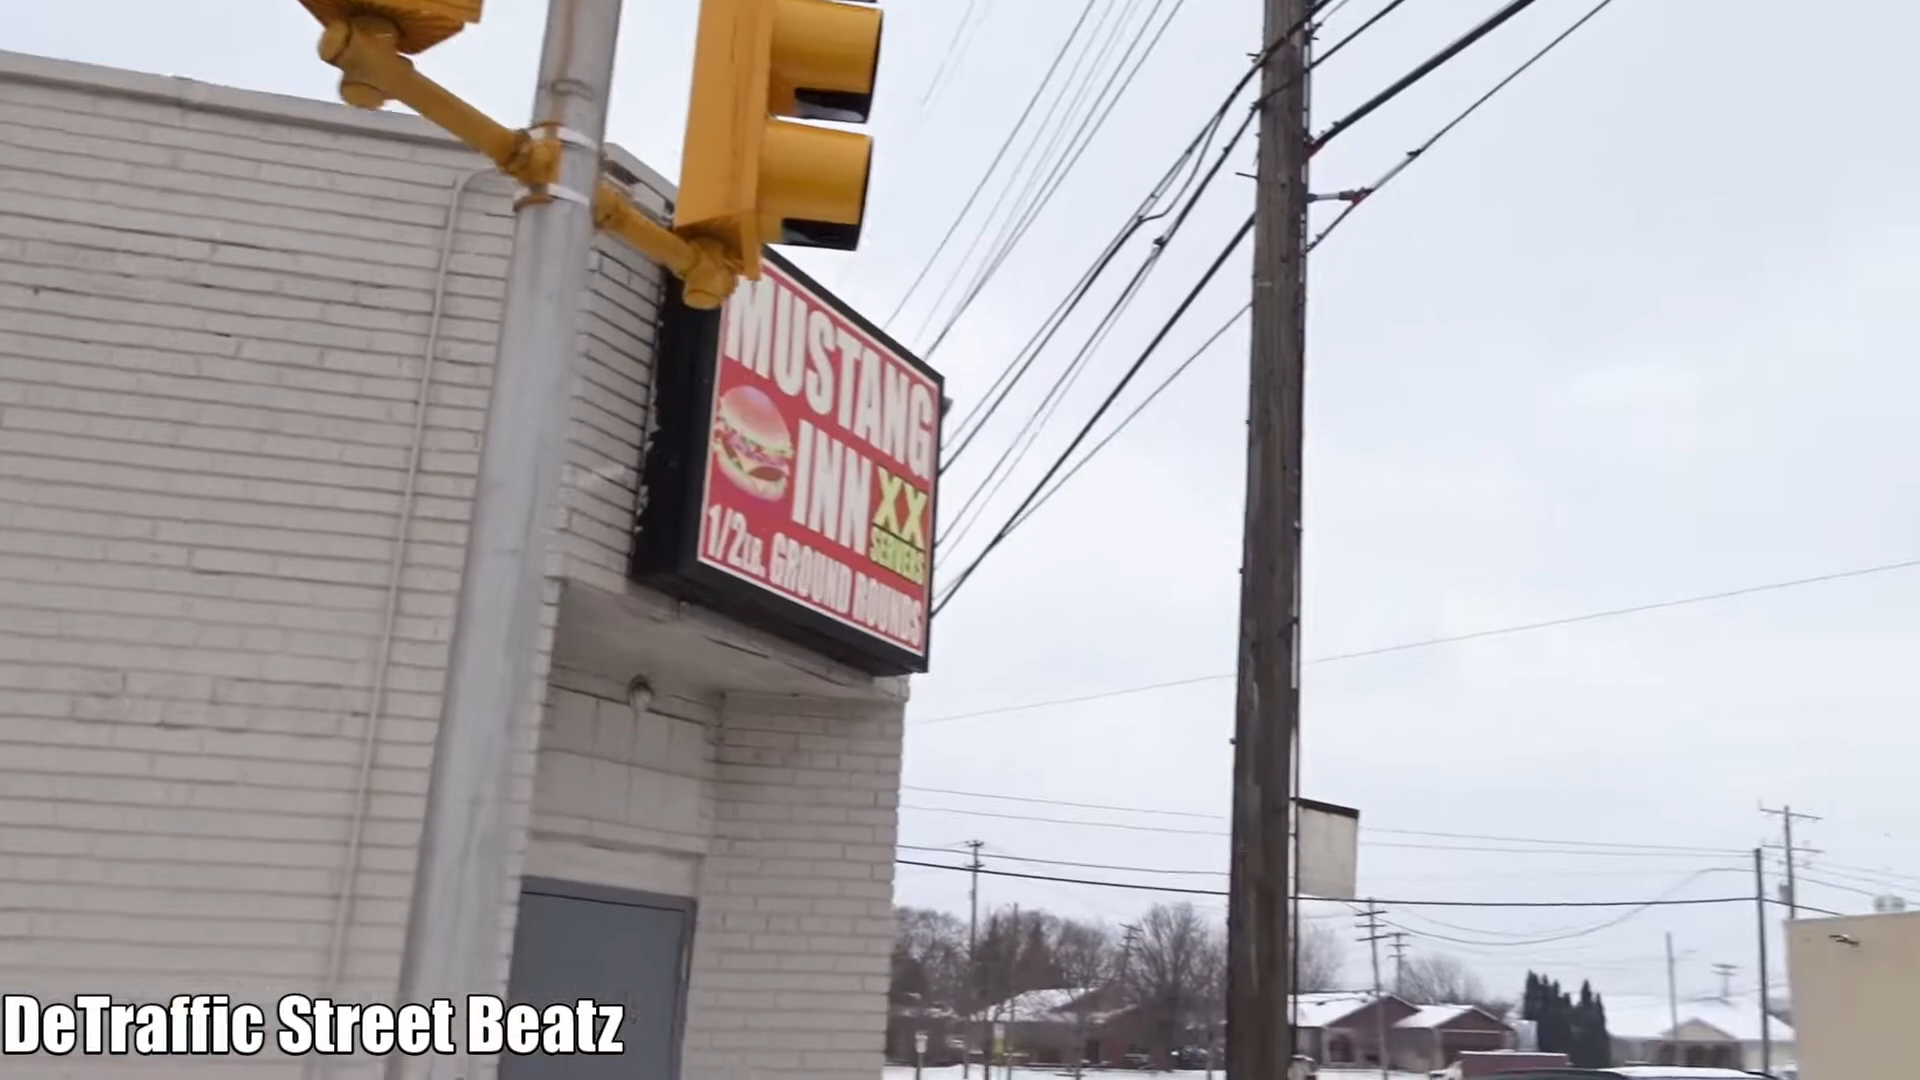 MUSTANG
INN XX
SERVERS
1/2LB. GROUND ROUNDS
DeTraffic Street Beatz